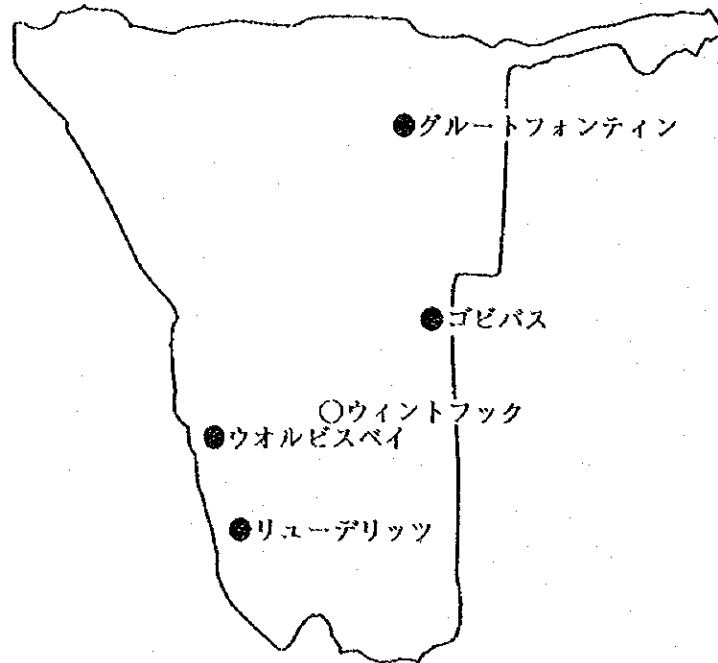 グルートフォンティン
ゴビバス
ウィントフック
ウオルビスベイ
リューデリッツ